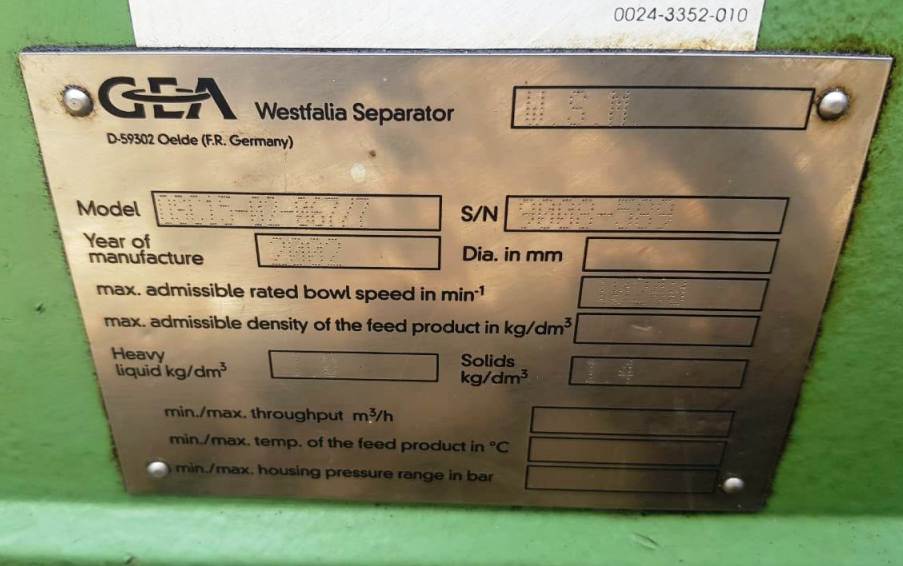 0024-3352-010
GEA Westfalia Separator W.S.N
D-59302 Oelde (F.R. Germany)
Model S/N
Year of manufacture 2002 Dia. in mm
max. admissible rated bowl speed in min-1
max. admissible density of the feed product in kg/dm³
Heavy liquid kg/dm³ Solids kg/dm³
min./max. throughput m³/h
min./max. temp. of the feed product in °C
min./max. housing pressure range in bar